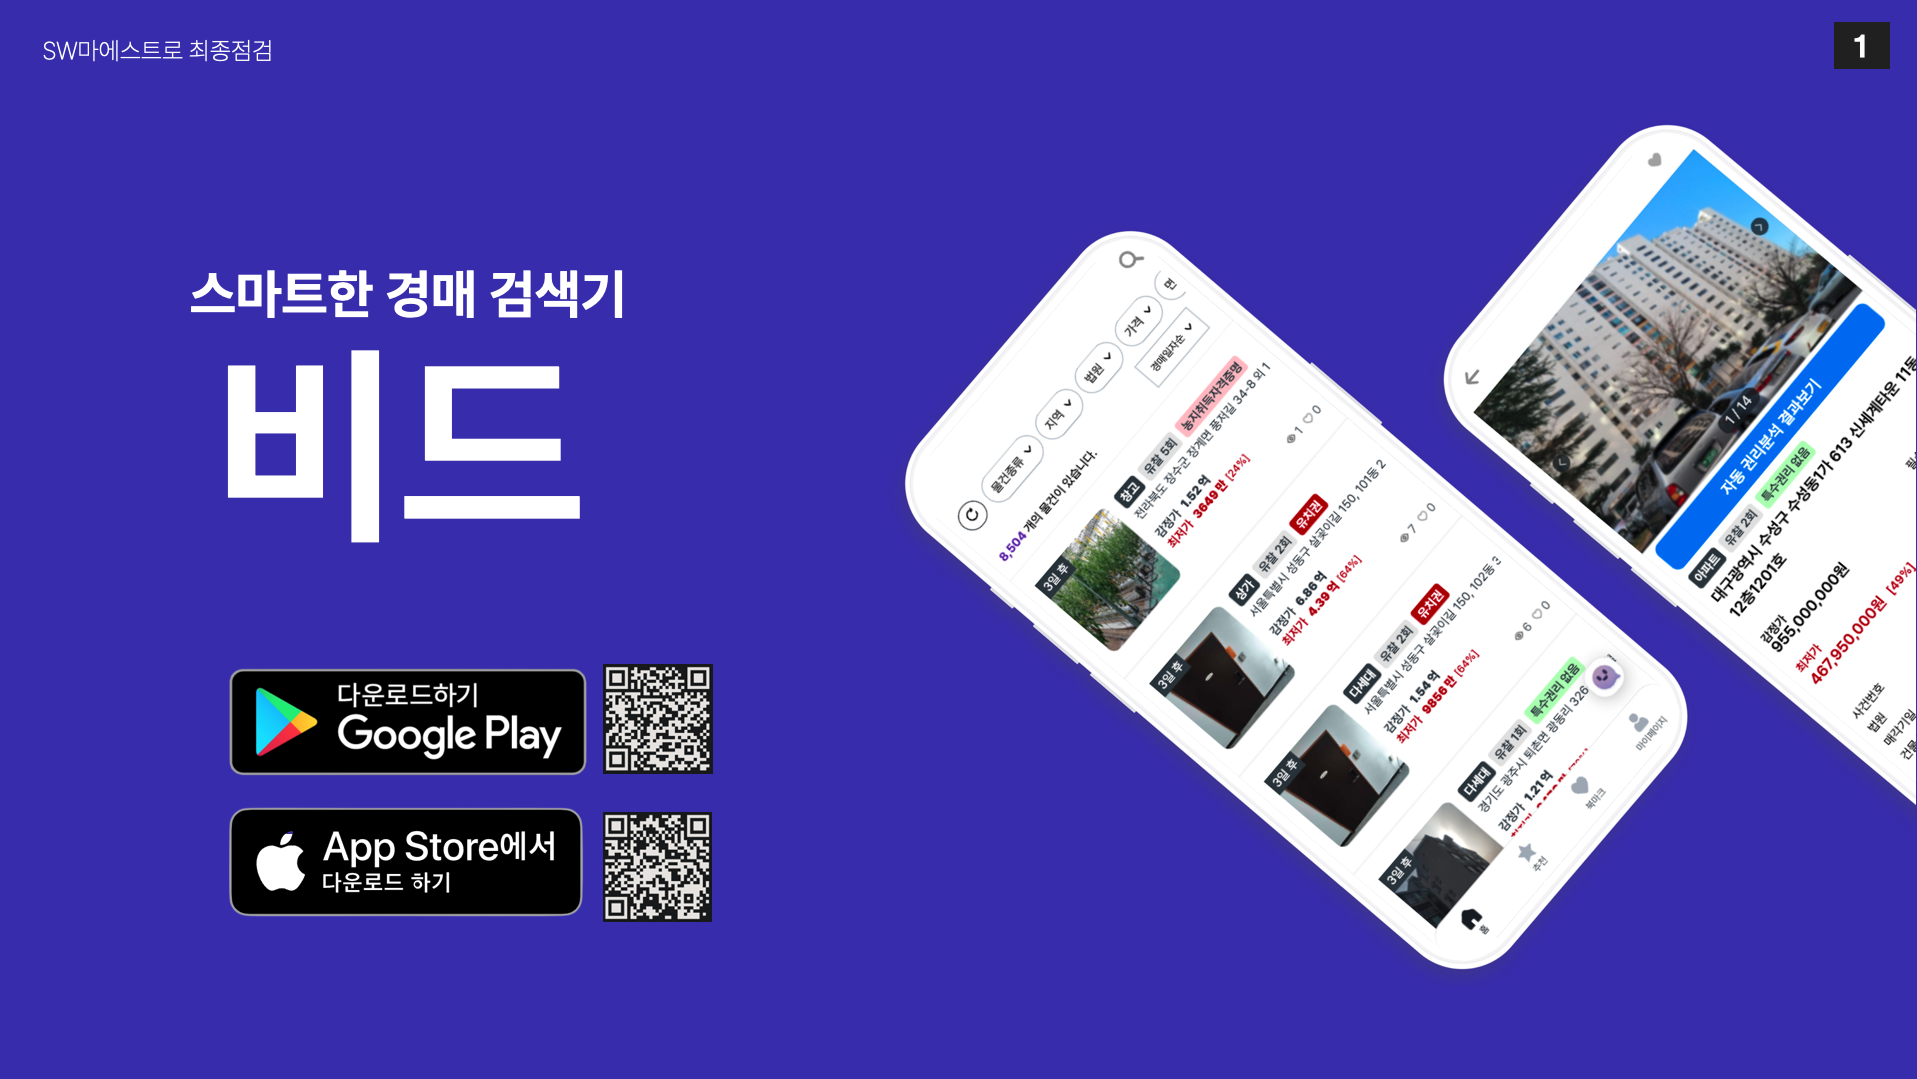 SW마에스트로 최종점검
1
스마트한 경매 검색기
비드
다운로드하기
Google Play
App Store에서
다운로드 하기
물건종류
지역
법원
가격
면
8,504 개의 물건이 있습니다.
경매일자순
3일 후
창고 유찰 5회 농지취득자격증명
전라북도 장수군 장계면 풍저길 34-8 외 1
감정가 1.52 억
최저가 3649 만 [24%]
1 0
3일 후
상가 유찰 2회 유치권
서울특별시 성동구 살곶이길 150, 101동 2
감정가 6.86 억
최저가 4.39 억 [64%]
7 0
3일 후
다세대 유찰 2회 유치권
서울특별시 성동구 살곶이길 150, 102동 3
감정가 1.54 억
최저가 9856 만 [64%]
6 0
3일 후
다세대 유찰 1회 특수권리 없음
경기도 광주시 퇴촌면 광동리 326
감정가 1.21 억
홈
추천
북마크
마이페이지
1 / 14
자동 권리분석 결과보기
아파트 유찰 2회 특수권리 없음
대구광역시 수성구 수성동1가 613 신세계타운 11동
12층1201호
감정가
955,000,000원
최저가
467,950,000원 [49%]
사건번호
법원
매각기일